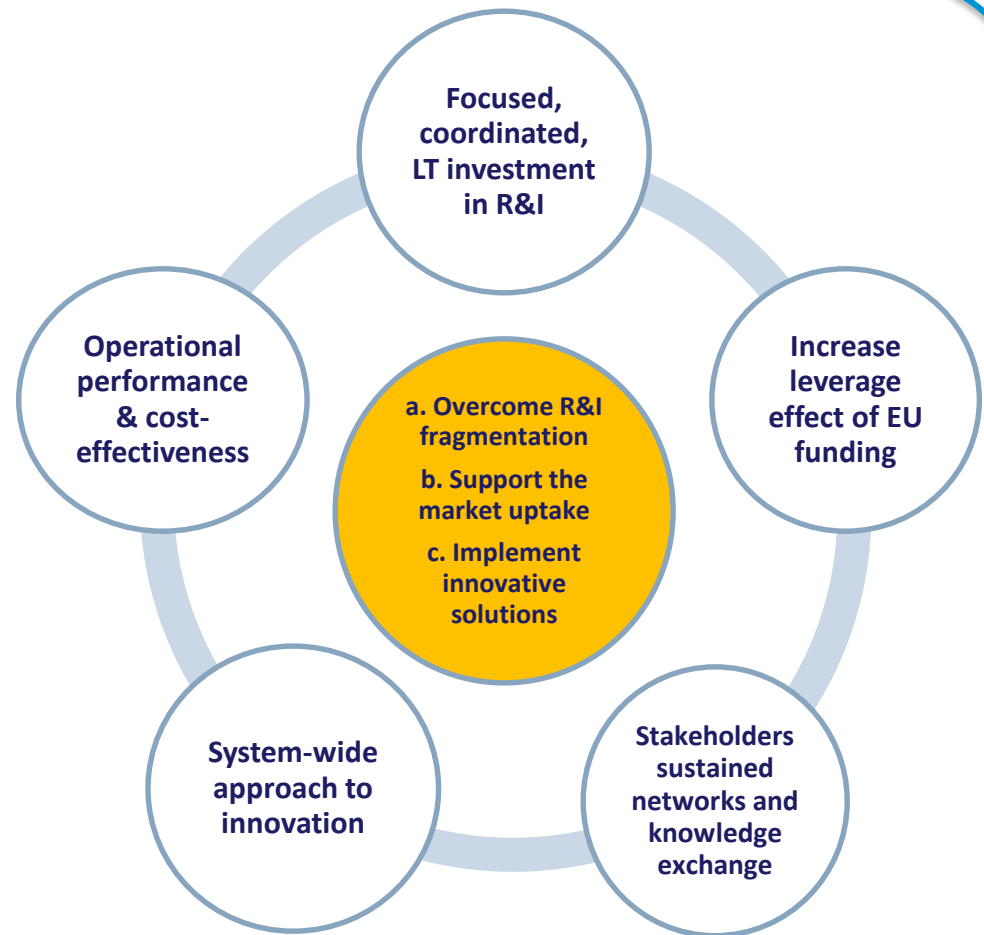 Focused,
coordinated,
LT investment
in R&I
Increase
leverage
effect of EU
funding
Stakeholders
sustained
networks and
knowledge
exchange
System-wide
approach to
innovation
Operational
performance
& cost-
effectiveness
a. Overcome R&I
fragmentation
b. Support the
market uptake
c. Implement
innovative
solutions